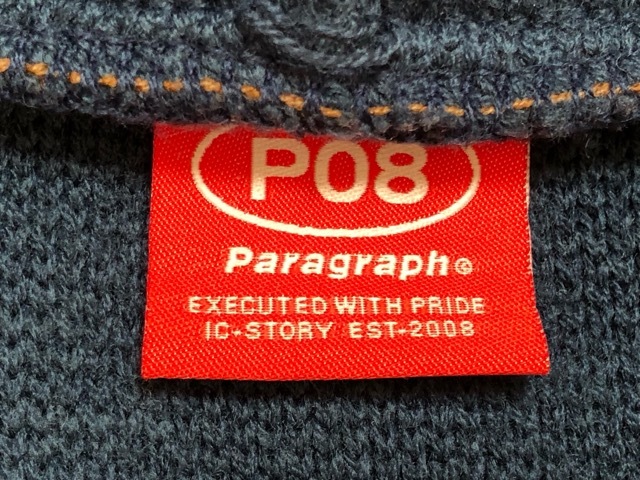 P08
Paragraph®
EXECUTED WITH PRIDE
IC-STORY EST-2008